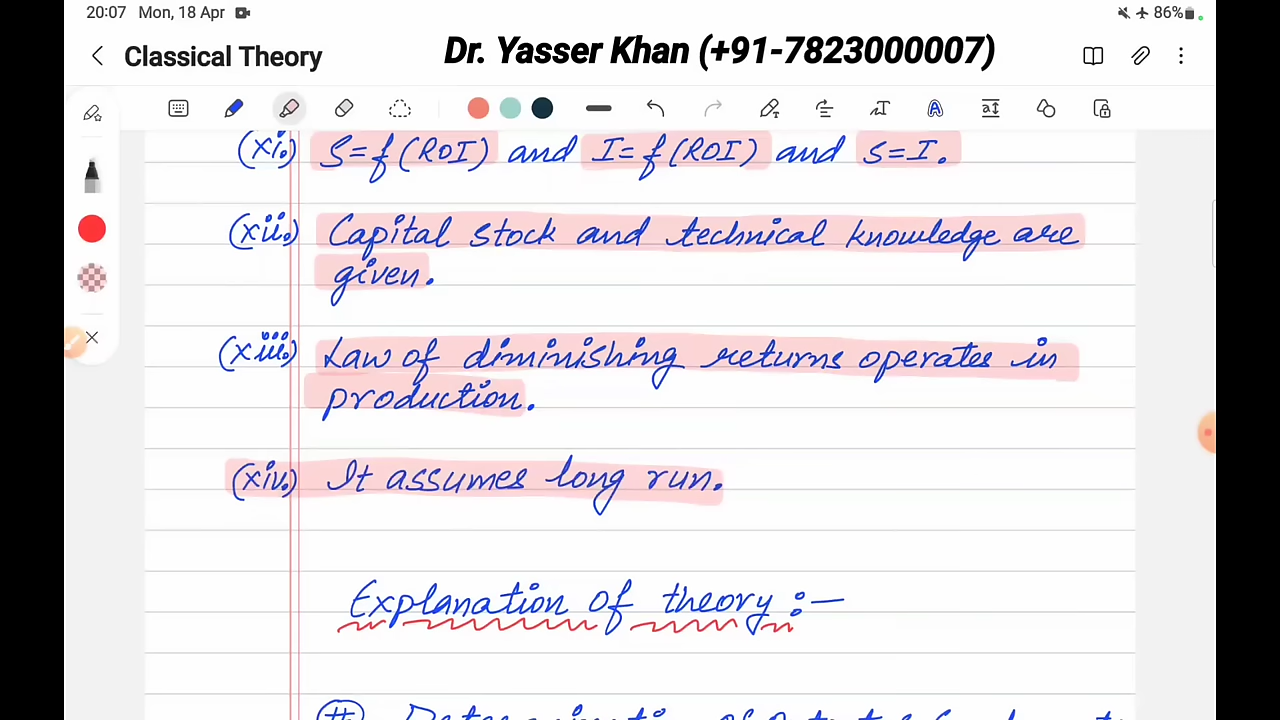 20:07 Mon, 18 Apr 86%
Classical Theory Dr. Yasser Khan (+91-7823000007)
(xi.) S=f(ROI) and I=f(ROI) and S=I.
(xii.) Capital stock and technical knowledge are
given.
(xiii.) Law of diminishing returns operates in
production.
(xiv.) It assumes long run.
Explanation of theory :—